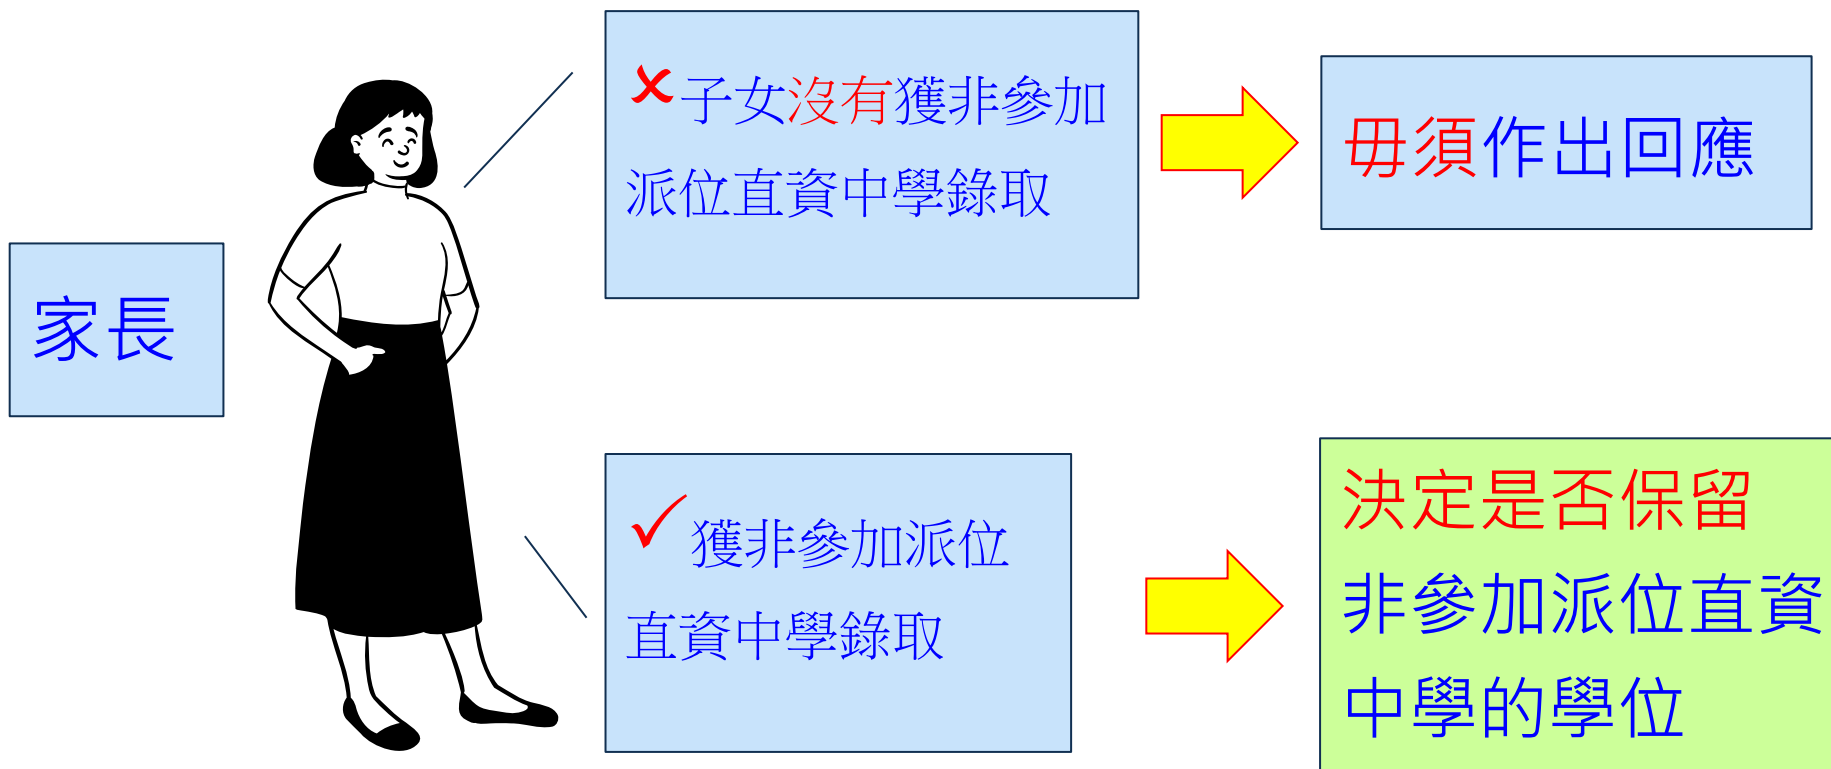 家長
✘子女沒有獲非參加
派位直資中學錄取
毋須作出回應
✓獲非參加派位
直資中學錄取
決定是否保留
非參加派位直資
中學的學位